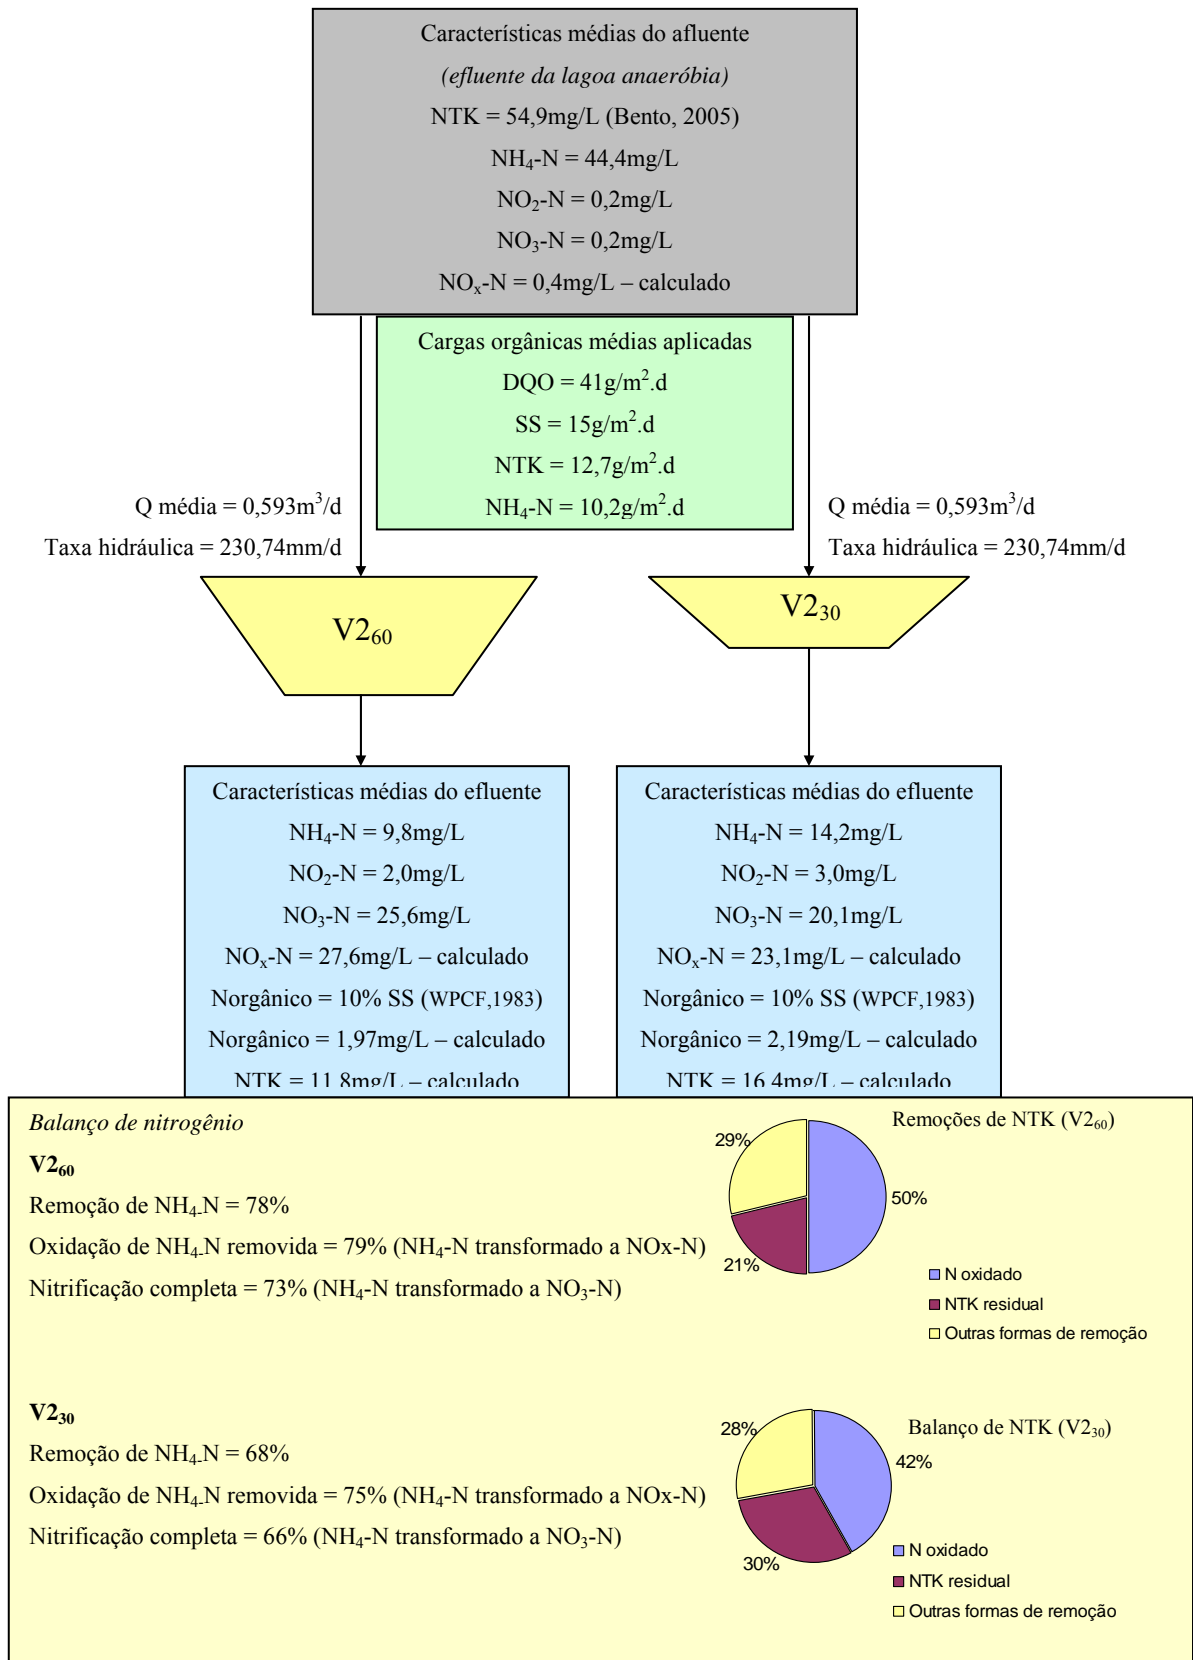 Características médias do afluente
(efluente da lagoa anaeróbia)
NTK = 54,9mg/L (Bento, 2005)
NH₄-N = 44,4mg/L
NO₂-N = 0,2mg/L
NO₃-N = 0,2mg/L
NOₓ-N = 0,4mg/L – calculado
Cargas orgânicas médias aplicadas
DQO = 41g/m².d
SS = 15g/m².d
NTK = 12,7g/m².d
NH₄-N = 10,2g/m².d
Q média = 0,593m³/d
Taxa hidráulica = 230,74mm/d
Q média = 0,593m³/d
Taxa hidráulica = 230,74mm/d
V2₆₀
V2₃₀
Características médias do efluente
NH₄-N = 9,8mg/L
NO₂-N = 2,0mg/L
NO₃-N = 25,6mg/L
NOₓ-N = 27,6mg/L – calculado
Norgânico = 10% SS (WPCF,1983)
Norgânico = 1,97mg/L – calculado
NTK = 11,8mg/L – calculado
Características médias do efluente
NH₄-N = 14,2mg/L
NO₂-N = 3,0mg/L
NO₃-N = 20,1mg/L
NOₓ-N = 23,1mg/L – calculado
Norgânico = 10% SS (WPCF,1983)
Norgânico = 2,19mg/L – calculado
NTK = 16,4mg/L – calculado
Balanço de nitrogênio
V2₆₀
Remoção de NH₄₋N = 78%
Oxidação de NH₄₋N removida = 79% (NH₄-N transformado a NOx-N)
Nitrificação completa = 73% (NH₄-N transformado a NO₃-N)
Remoções de NTK (V2₆₀)
29%
50%
21%
N oxidado
NTK residual
Outras formas de remoção
V2₃₀
Remoção de NH₄₋N = 68%
Oxidação de NH₄₋N removida = 75% (NH₄-N transformado a NOx-N)
Nitrificação completa = 66% (NH₄-N transformado a NO₃-N)
Balanço de NTK (V2₃₀)
28%
42%
30%
N oxidado
NTK residual
Outras formas de remoção